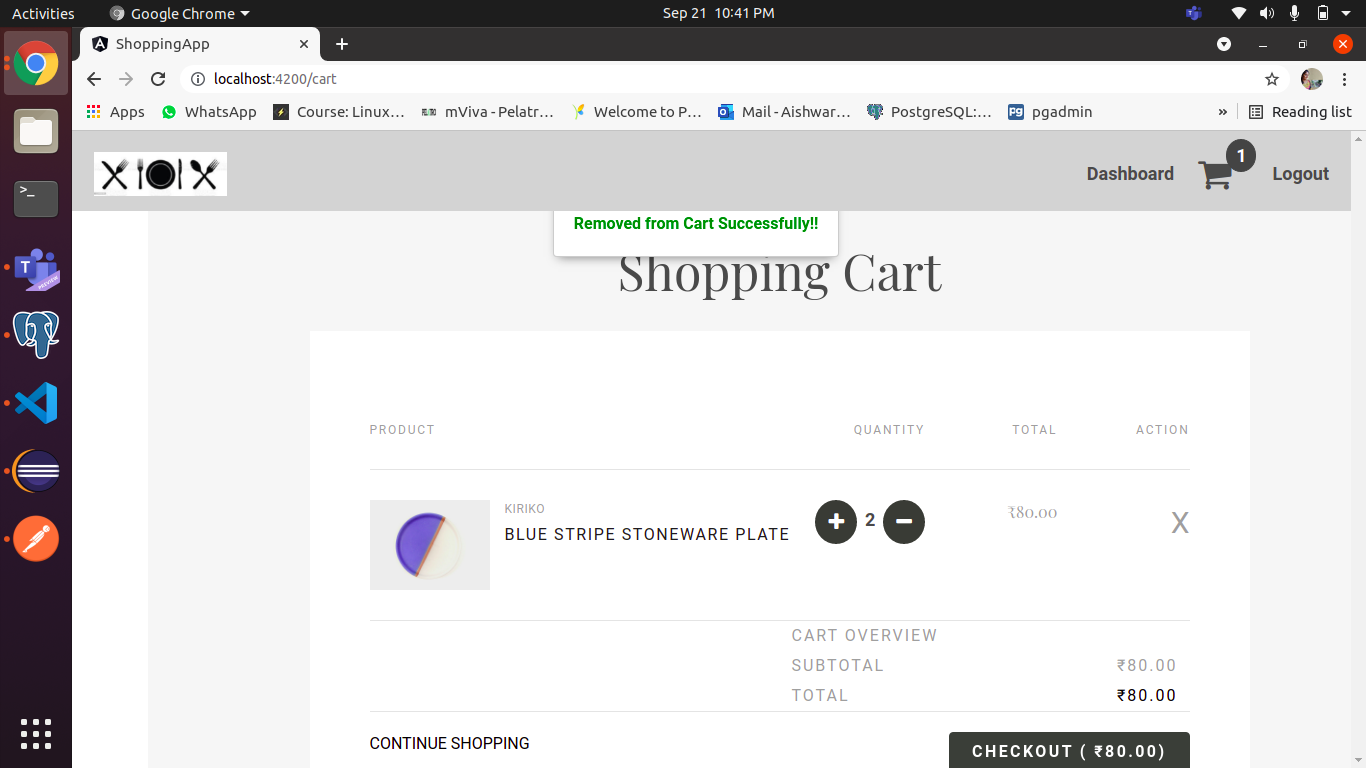 Activities Google Chrome Sep 21 10:41 PM
ShoppingApp
localhost:4200/cart
Apps WhatsApp Course: Linux... mViva - Pelatr... Welcome to P... Mail - Aishwar... PostgreSQL:... pgadmin » Reading list
Dashboard 1 Logout
Removed from Cart Successfully!!
Shopping Cart
PRODUCT QUANTITY TOTAL ACTION
KIRIKO
BLUE STRIPE STONEWARE PLATE + 2 − ₹80.00 X
CART OVERVIEW
SUBTOTAL ₹80.00
TOTAL ₹80.00
CONTINUE SHOPPING
CHECKOUT ( ₹80.00)